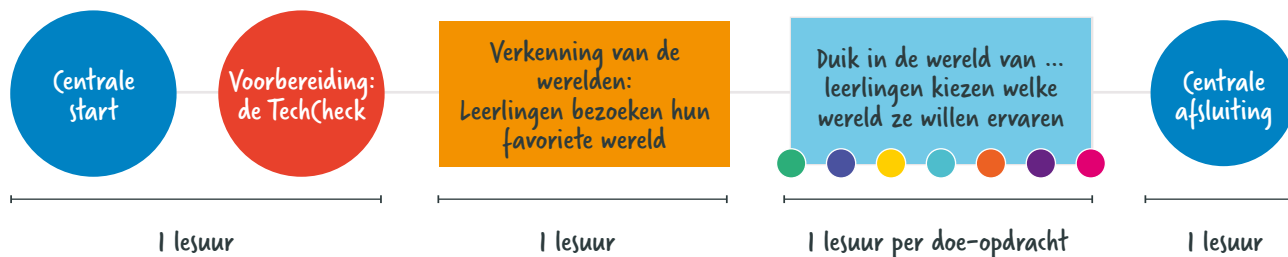 Centrale
start
Voorbereiding:
de TechCheck
Verkenning van de
werelden:
Leerlingen bezoeken hun
favoriete wereld
Duik in de wereld van ...
leerlingen kiezen welke
wereld ze willen ervaren
Centrale
afsluiting
1 lesuur
1 lesuur
1 lesuur per doe-opdracht
1 lesuur